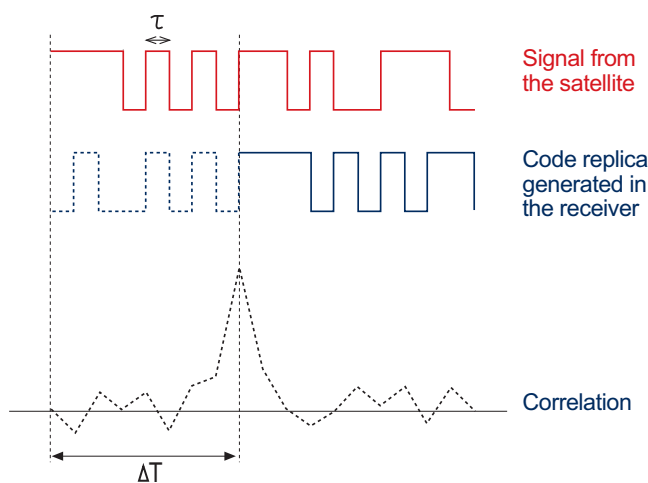 τ
Signal from
the satellite
Code replica
generated in
the receiver
Correlation
ΔT